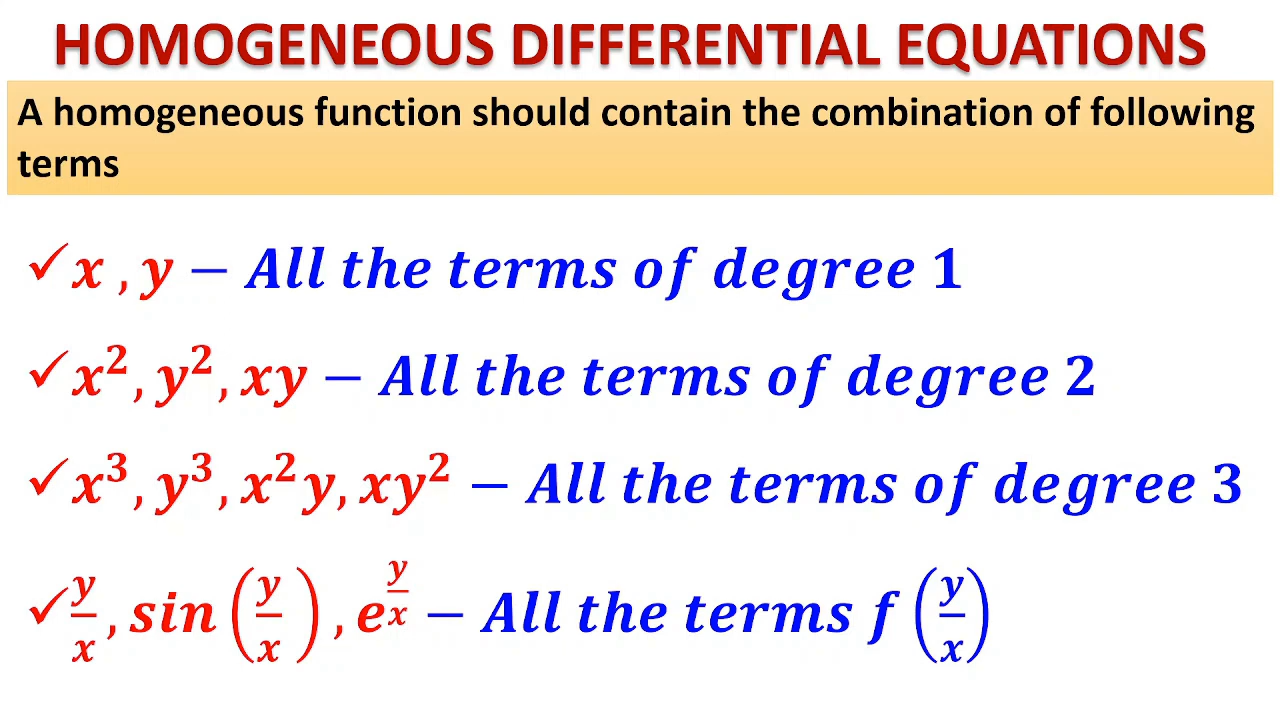 HOMOGENEOUS DIFFERENTIAL EQUATIONS
A homogeneous function should contain the combination of following
terms
✓x , y − All the terms of degree 1
✓x², y², xy − All the terms of degree 2
✓x³, y³, x²y, xy² − All the terms of degree 3
✓y/x, sin (y/x) , e^(y/x) − All the terms f (y/x)